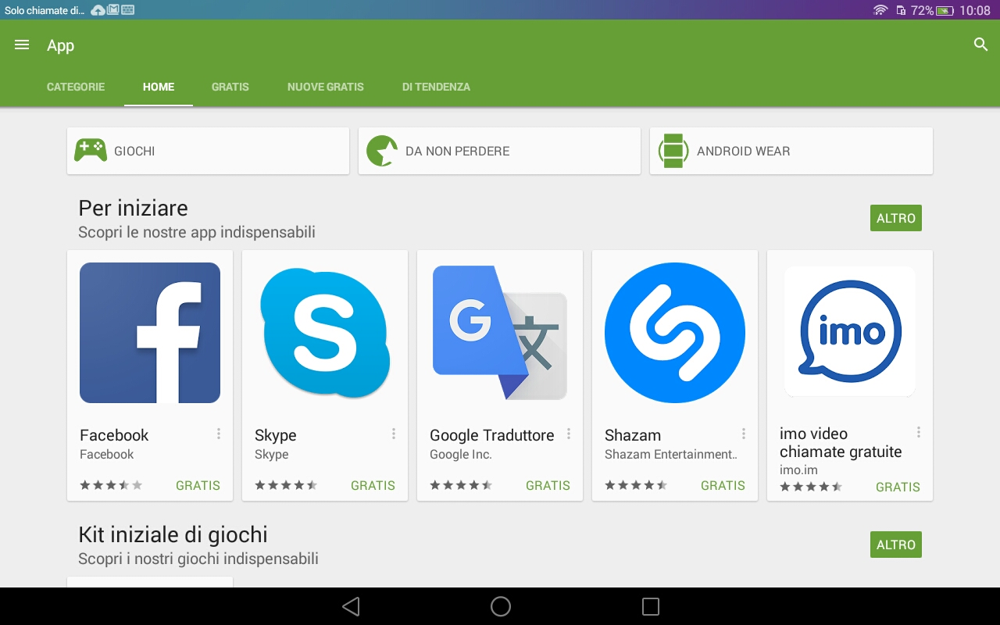 Solo chiamate di...
72%
10:08
App
CATEGORIE
HOME
GRATIS
NUOVE GRATIS
DI TENDENZA
GIOCHI
DA NON PERDERE
ANDROID WEAR
Per iniziare
Scopri le nostre app indispensabili
ALTRO
S
G
文
imo
Facebook
Facebook
GRATIS
Skype
Skype
GRATIS
Google Traduttore
Google Inc.
GRATIS
Shazam
Shazam Entertainment..
GRATIS
imo video
chiamate gratuite
imo.im
GRATIS
Kit iniziale di giochi
Scopri i nostri giochi indispensabili
ALTRO